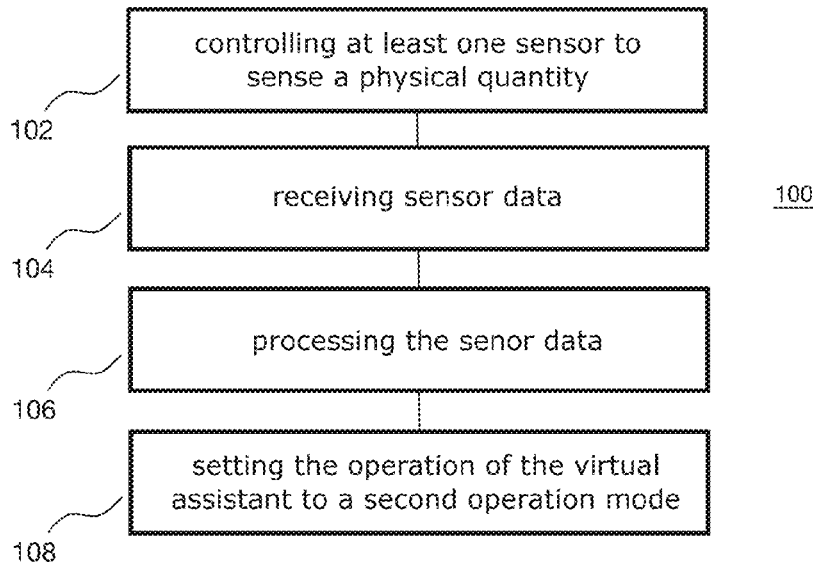 controlling at least one sensor to
sense a physical quantity
102
receiving sensor data
100
104
processing the senor data
106
setting the operation of the virtual
assistant to a second operation mode
108